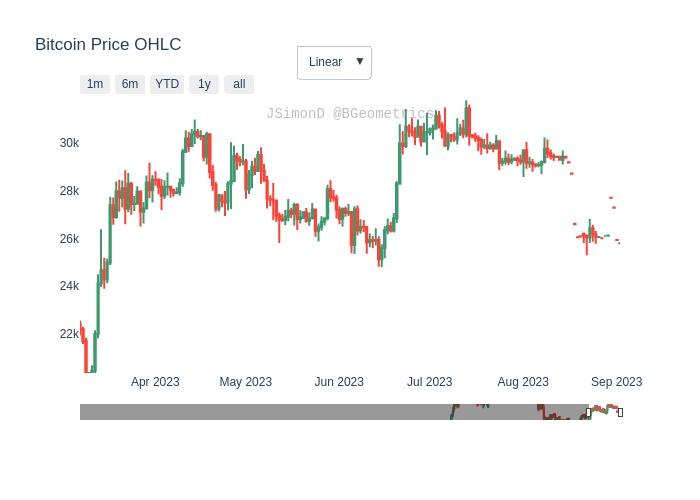 Bitcoin Price OHLC
Linear ▼
1m 6m YTD 1y all
JSimonD @BGeometrics
30k
28k
26k
24k
22k
Apr 2023 May 2023 Jun 2023 Jul 2023 Aug 2023 Sep 2023